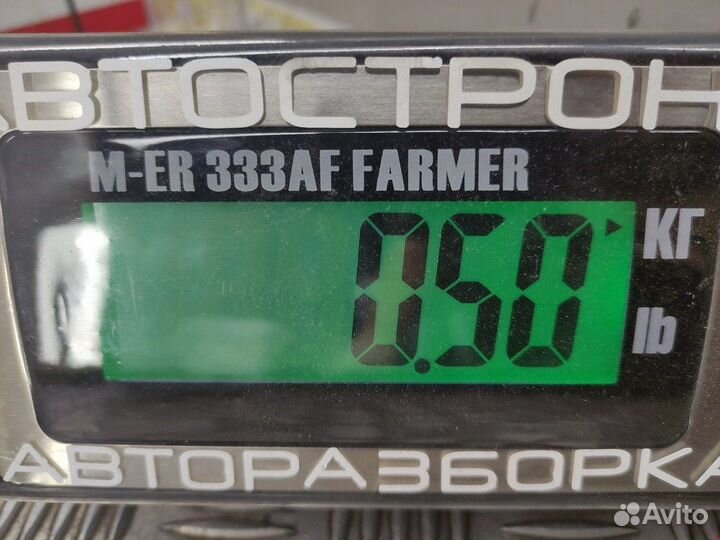 АВТОСТРОН
M-ER 333AF FARMER
0.50 КГ
lb
АВТОРАЗБОРКА
Avito